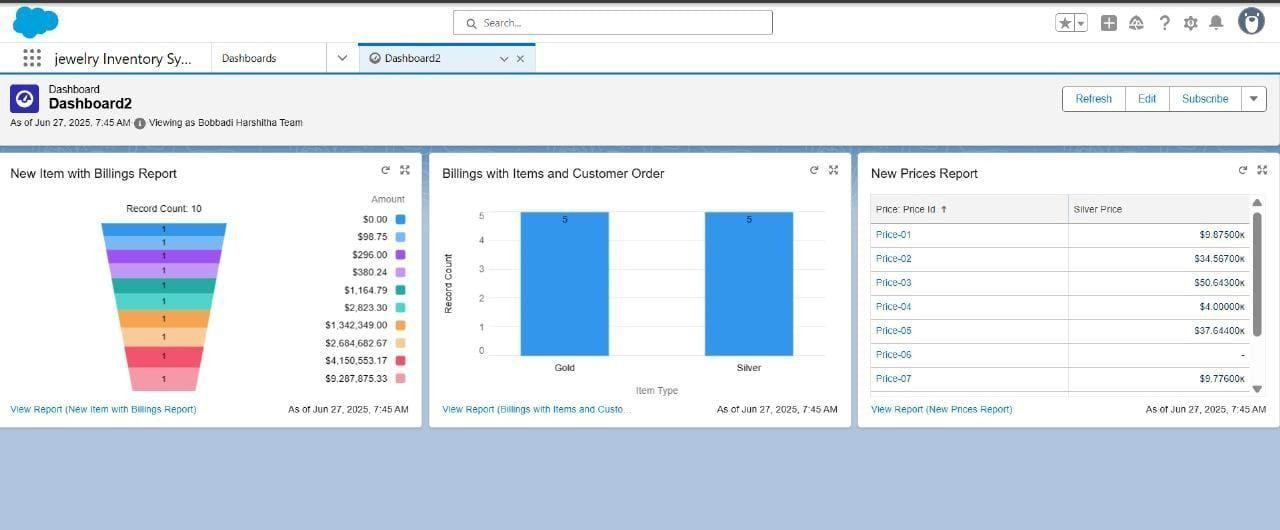 Search...
jewelry Inventory Sy...
Dashboards
Dashboard2
Dashboard
Dashboard2
As of Jun 27, 2025, 7:45 AM Viewing as Bobbadi Harshitha Team
Refresh
Edit
Subscribe
New Item with Billings Report
Record Count: 10
Amount
1
1
1
1
1
1
1
1
1
1
$0.00
$98.75
$296.00
$380.24
$1,164.79
$2,823.30
$1,342,349.00
$2,684,682.67
$4,150,553.17
$9,287,875.33
View Report (New Item with Billings Report)
As of Jun 27, 2025, 7:45 AM
Billings with Items and Customer Order
Record Count
5
4
3
2
1
0
5
5
Gold
Silver
Item Type
View Report (Billings with Items and Custo...
As of Jun 27, 2025, 7:45 AM
New Prices Report
Price: Price Id ↑ Silver Price
Price-01 $9.87500K
Price-02 $34.56700K
Price-03 $50.64300K
Price-04 $4.00000K
Price-05 $37.64400K
Price-06 -
Price-07 $9.77600K
View Report (New Prices Report)
As of Jun 27, 2025, 7:45 AM